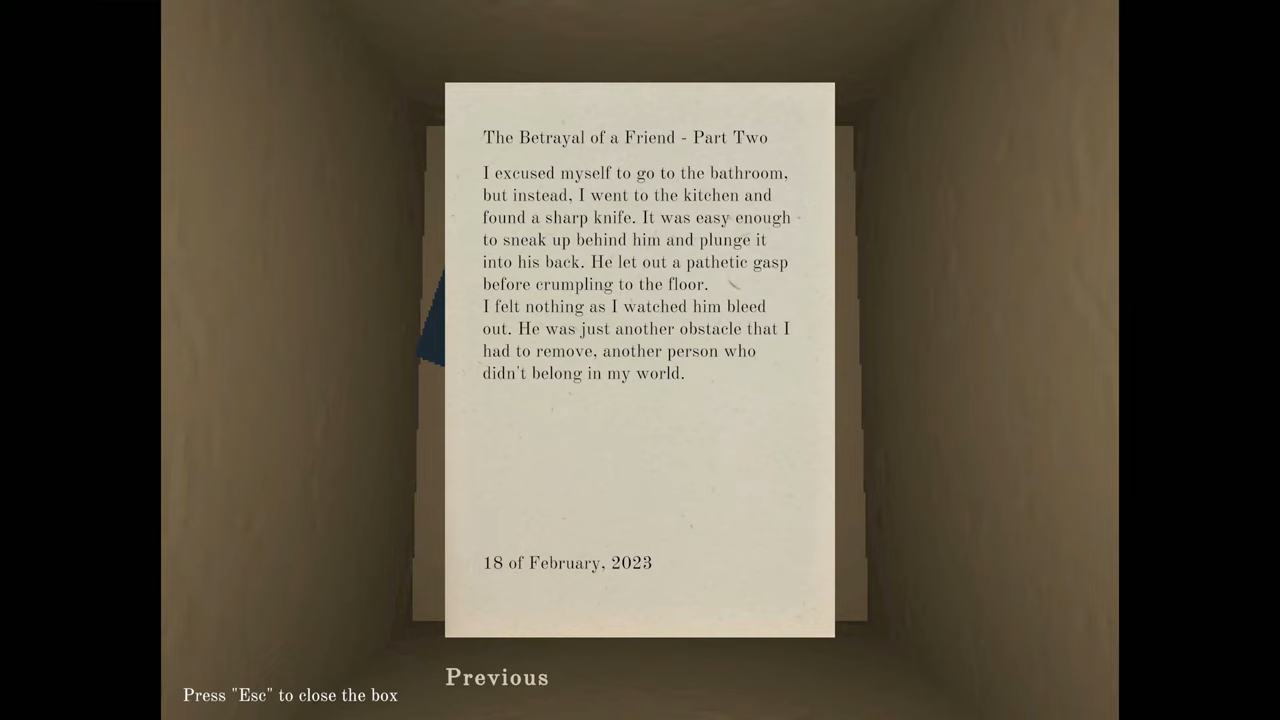 The Betrayal of a Friend - Part Two
I excused myself to go to the bathroom,
but instead, I went to the kitchen and
found a sharp knife. It was easy enough
to sneak up behind him and plunge it
into his back. He let out a pathetic gasp
before crumpling to the floor.
I felt nothing as I watched him bleed
out. He was just another obstacle that I
had to remove, another person who
didn't belong in my world.
18 of February, 2023
Previous
Press "Esc" to close the box